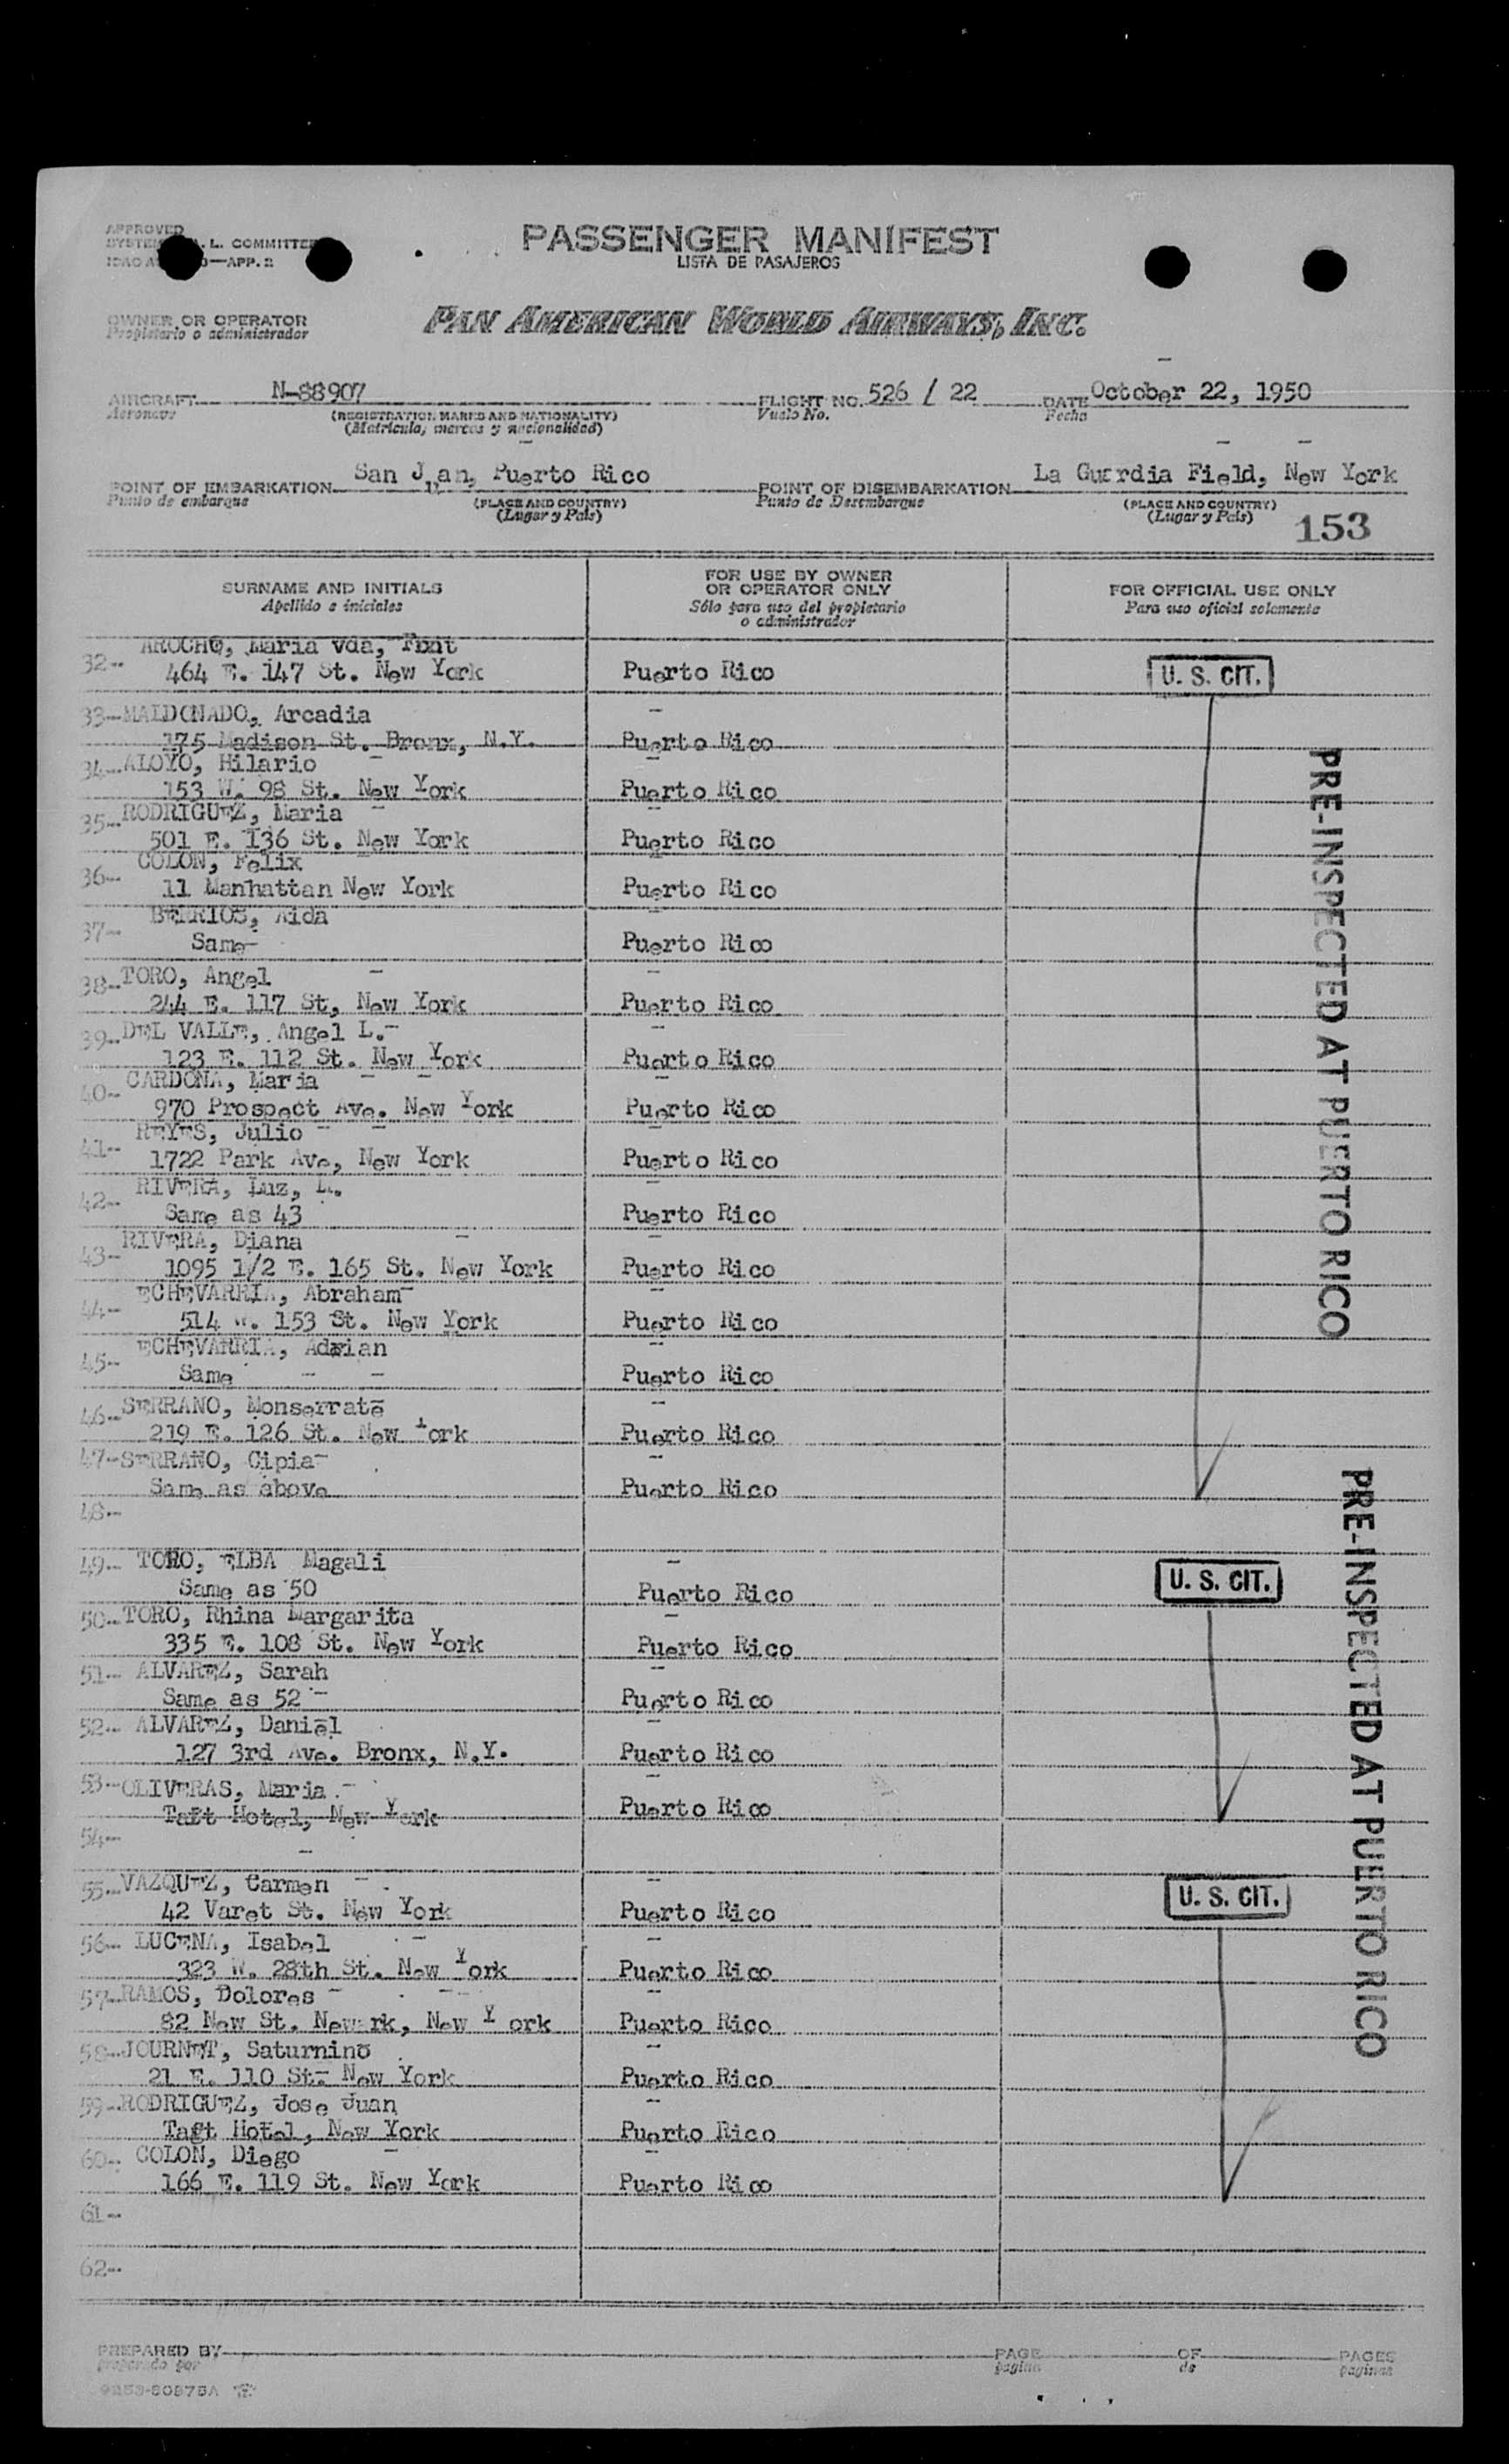 APPROVED
L. COMMITTEE
APP. 2
PASSENGER MANIFEST
LISTA DE PASAJEROS
OWNER OR OPERATOR
Propietario o administrador
PAN AMERICAN WORLD AIRWAYS, INC.
AIRCRAFT N-88907 FLIGHT NO. 526 / 22 DATE October 22, 1950
Aeronave (REGISTRATION MARKS AND NATIONALITY) Vuelo No. Fecha
(Matrícula, marcas y nacionalidad)
POINT OF EMBARKATION San Juan, Puerto Rico POINT OF DISEMBARKATION La Guardia Field, New York
Punto de embarque (PLACE AND COUNTRY) Punto de Desembarque (PLACE AND COUNTRY)
(Lugar y País) (Lugar y País)
153
SURNAME AND INITIALS FOR USE BY OWNER OR OPERATOR ONLY FOR OFFICIAL USE ONLY
Apellido e iniciales Sólo para uso del propietario o administrador Para uso oficial solamente
32- AROCHO, Maria vda, Font
464 E. 147 St. New York Puerto Rico U. S. CIT.
33- MALDONADO, Arcadia
175 Madison St. Bronx, N.Y. Puerto Rico
34- ALOYO, Hilario
153 W. 98 St. New York Puerto Rico
35- RODRIGUEZ, Maria
501 E. 136 St. New York Puerto Rico
36- COLON, Felix
11 Manhattan New York Puerto Rico
37- BERRIOS, Aida
Same Puerto Rico
38- TORO, Angel
244 E. 117 St, New York Puerto Rico
39- DEL VALLE, Angel L.
123 E. 112 St. New York Puerto Rico
40- CARDONA, Maria
970 Prospect Ave. New York Puerto Rico
41- REYES, Julio
1722 Park Ave, New York Puerto Rico
42- RIVERA, Luz, L.
Same as 43 Puerto Rico
43- RIVERA, Diana
1095 1/2 E. 165 St. New York Puerto Rico
44- ECHEVARRIA, Abraham
514 W. 153 St. New York Puerto Rico
45- ECHEVARRIA, Adrian
Same Puerto Rico
46- SERRANO, Monserrate
219 E. 126 St. New York Puerto Rico
47- SERRANO, Cipia
Same as above Puerto Rico
48-
49- TORO, ELBA Magali
Same as 50 Puerto Rico U. S. CIT.
50- TORO, Rhina Margarita
335 E. 108 St. New York Puerto Rico
51- ALVAREZ, Sarah
Same as 52 Puerto Rico
52- ALVAREZ, Daniel
127 3rd Ave. Bronx, N.Y. Puerto Rico
53- OLIVERAS, Maria
Taft Hotel, New York Puerto Rico
54-
55- VAZQUEZ, Carmen
42 Varet St. New York Puerto Rico U. S. CIT.
56- LUCENA, Isabel
323 W. 28th St. New York Puerto Rico
57- RAMOS, Dolores
82 New St. Newark, New York Puerto Rico
58- JOURNET, Saturnino
21 E. 110 St. New York Puerto Rico
59- RODRIGUEZ, Jose Juan
Taft Hotel, New York Puerto Rico
60- COLON, Diego
166 E. 119 St. New York Puerto Rico
61-
62-
PRE-INSPECTED AT PUERTO RICO
PRE-INSPECTED AT PUERTO RICO
PREPARED BY PAGE OF PAGES
preparado por página de páginas